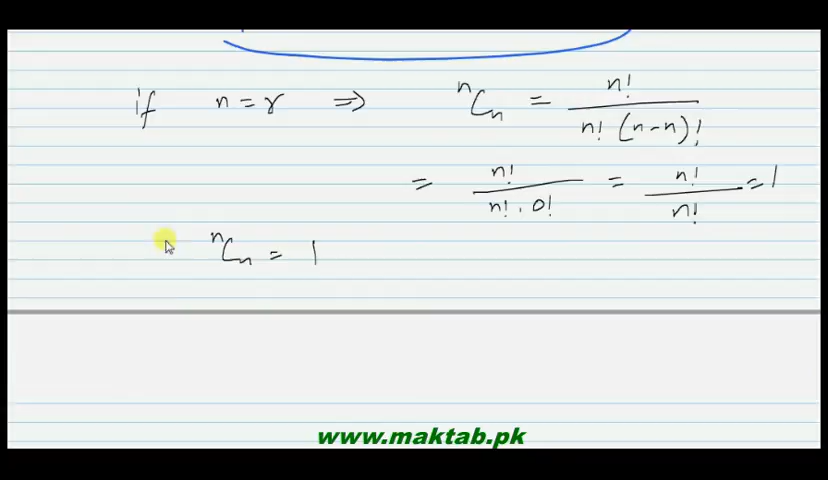 if n = r ⇒ ⁿCₙ = n! / n! (n-n)!
= n! / n! . 0! = n! / n! = 1
ⁿCₙ = 1
www.maktab.pk